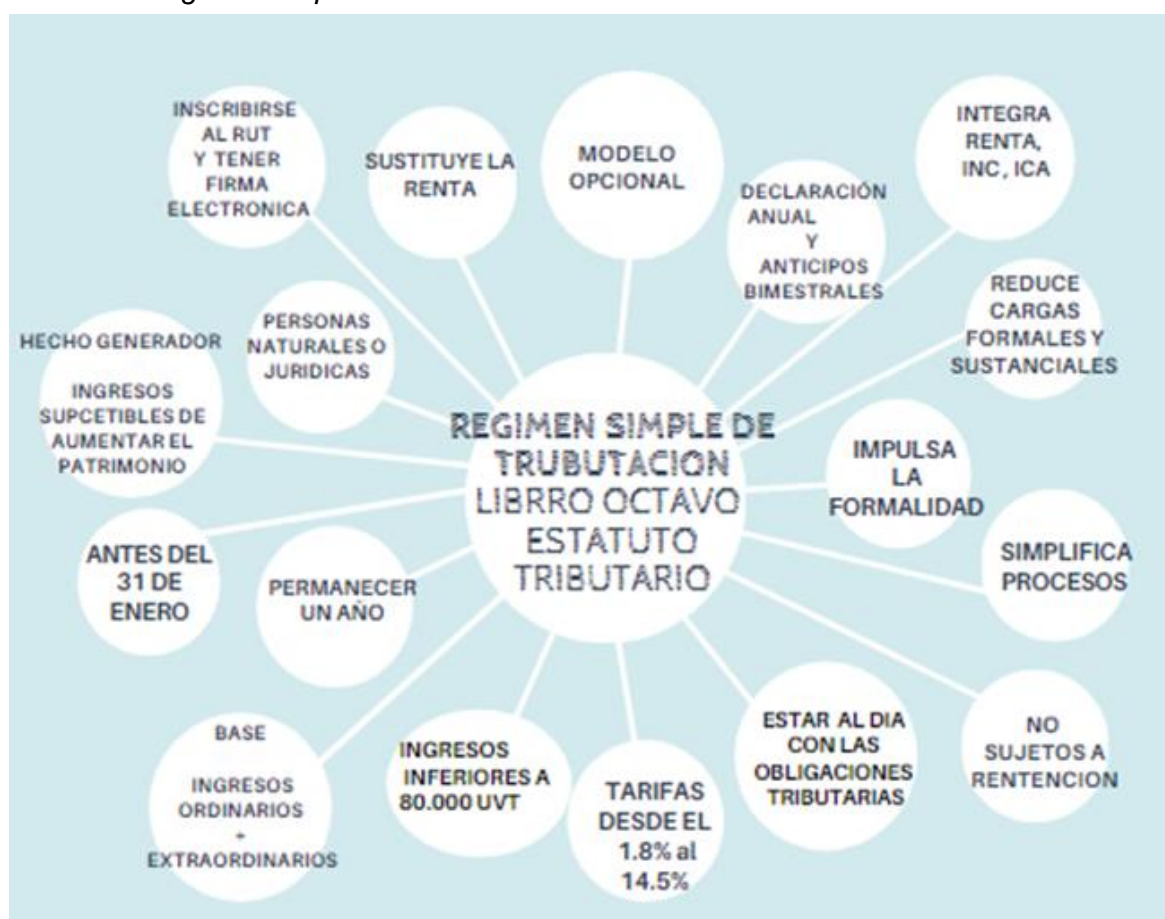 INSCRIBIRSE
AL RUT
Y TENER
FIRMA
ELECTRONICA
SUSTITUYE LA
RENTA
MODELO
OPCIONAL
DECLARACIÓN
ANUAL
Y
ANTICIPOS
BIMESTRALES
INTEGRA
RENTA,
INC, ICA
HECHO GENERADOR
INGRESOS
SUPCETIBLES DE
AUMENTAR EL
PATRIMONIO
PERSONAS
NATURALES O
JURIDICAS
REDUCE
CARGAS
FORMALES Y
SUSTANCIALES
REGIMEN SIMPLE DE
TRUBUTACION
LIBRRO OCTAVO
ESTATUTO
TRIBUTARIO
IMPULSA
LA
FORMALIDAD
ANTES DEL
31 DE
ENERO
PERMANECER
UN AÑO
SIMPLIFICA
PROCESOS
BASE
INGRESOS
ORDINARIOS
+
EXTRAORDINARIOS
INGRESOS
INFERIORES A
80.000 UVT
TARIFAS
DESDE EL
1.8% al
14.5%
ESTAR AL DIA
CON LAS
OBLIGACIONES
TRIBUTARIAS
NO
SUJETOS A
RENTENCION